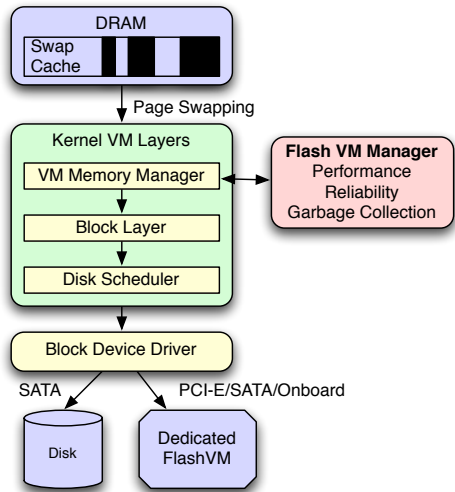 DRAM
Swap
Cache
Page Swapping
Kernel VM Layers
VM Memory Manager
Block Layer
Disk Scheduler
Flash VM Manager
Performance
Reliability
Garbage Collection
Block Device Driver
SATA
PCI-E/SATA/Onboard
Disk
Dedicated
FlashVM